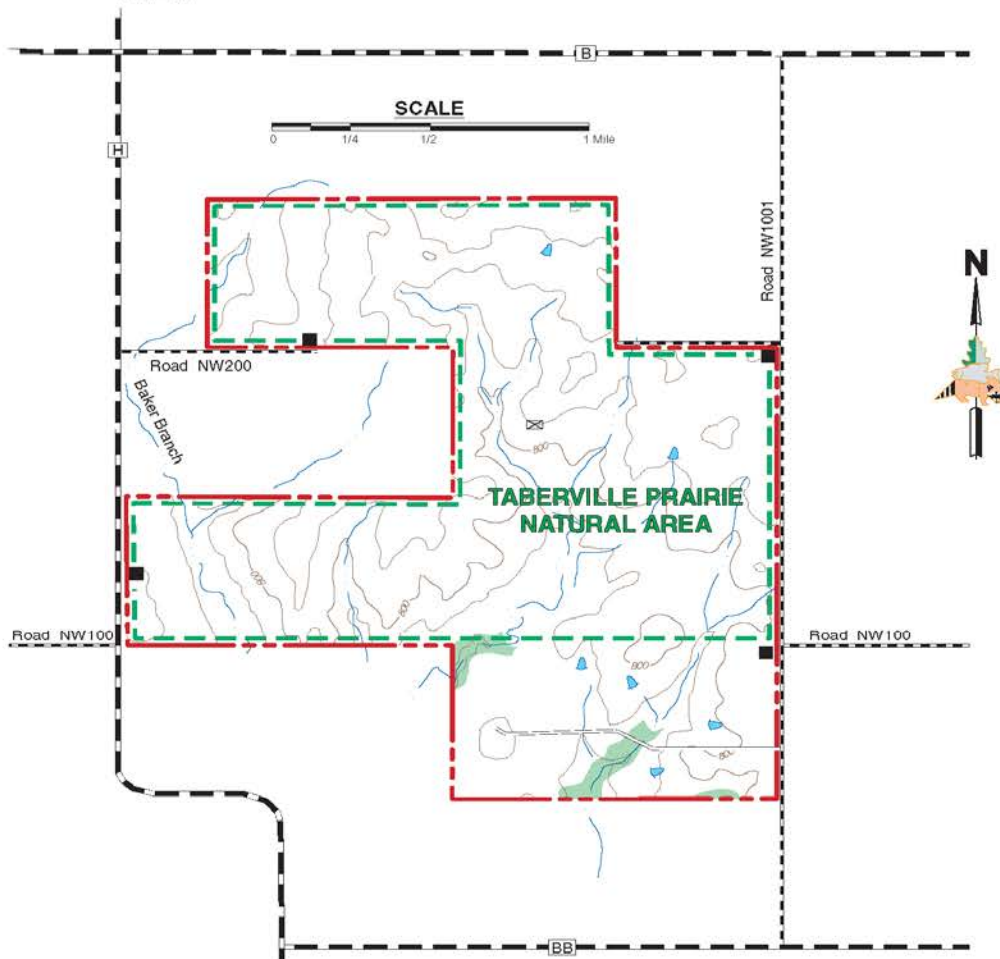 B
SCALE
0 1/4 1/2 1 Mile
H
Road NW1001
N
Road NW200
Baker Branch
800
TABERVILLE PRAIRIE
NATURAL AREA
900
800
Road NW100
Road NW100
800
BB